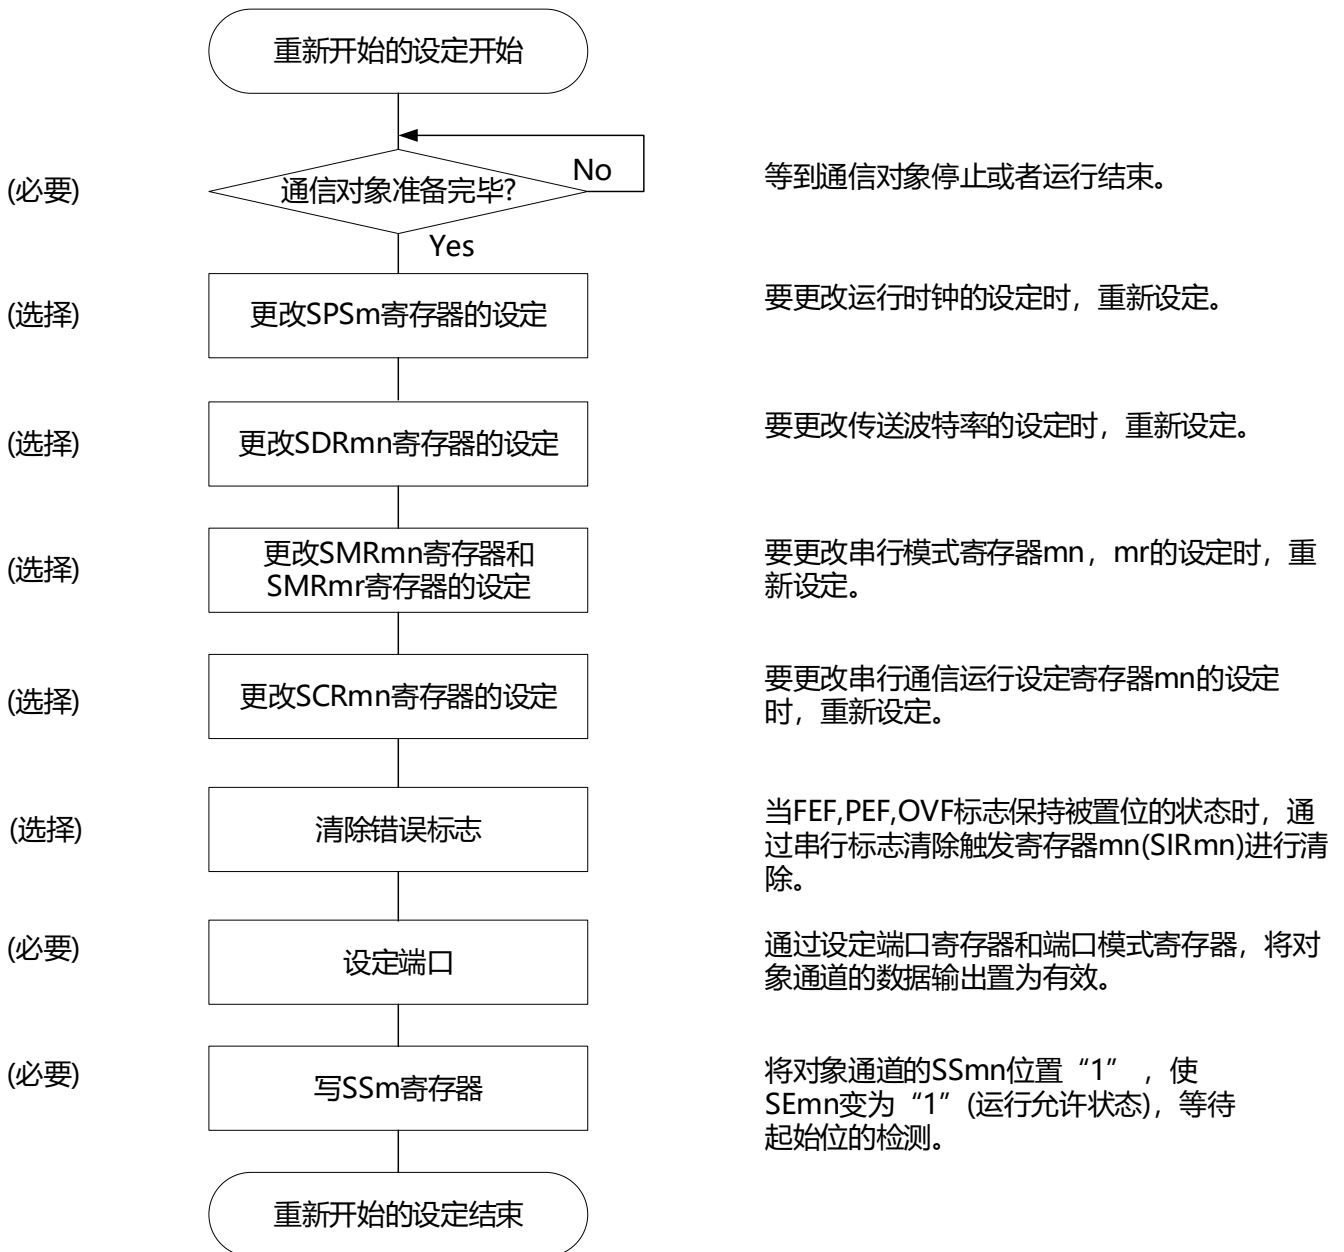 重新开始的设定开始
No
(必要)
通信对象准备完毕?
等到通信对象停止或者运行结束。
Yes
(选择)
更改SPSm寄存器的设定
要更改运行时钟的设定时，重新设定。
(选择)
更改SDRmn寄存器的设定
要更改传送波特率的设定时，重新设定。
(选择)
更改SMRmn寄存器和
SMRmr寄存器的设定
要更改串行模式寄存器mn，mr的设定时，重
新设定。
(选择)
更改SCRmn寄存器的设定
要更改串行通信运行设定寄存器mn的设定
时，重新设定。
(选择)
清除错误标志
当FEF,PEF,OVF标志保持被置位的状态时，通
过串行标志清除触发寄存器mn(SIRmn)进行清
除。
(必要)
设定端口
通过设定端口寄存器和端口模式寄存器，将对
象通道的数据输出置为有效。
(必要)
写SSm寄存器
将对象通道的SSmn位置“1”，使
SEmn变为“1”(运行允许状态)，等待
起始位的检测。
重新开始的设定结束